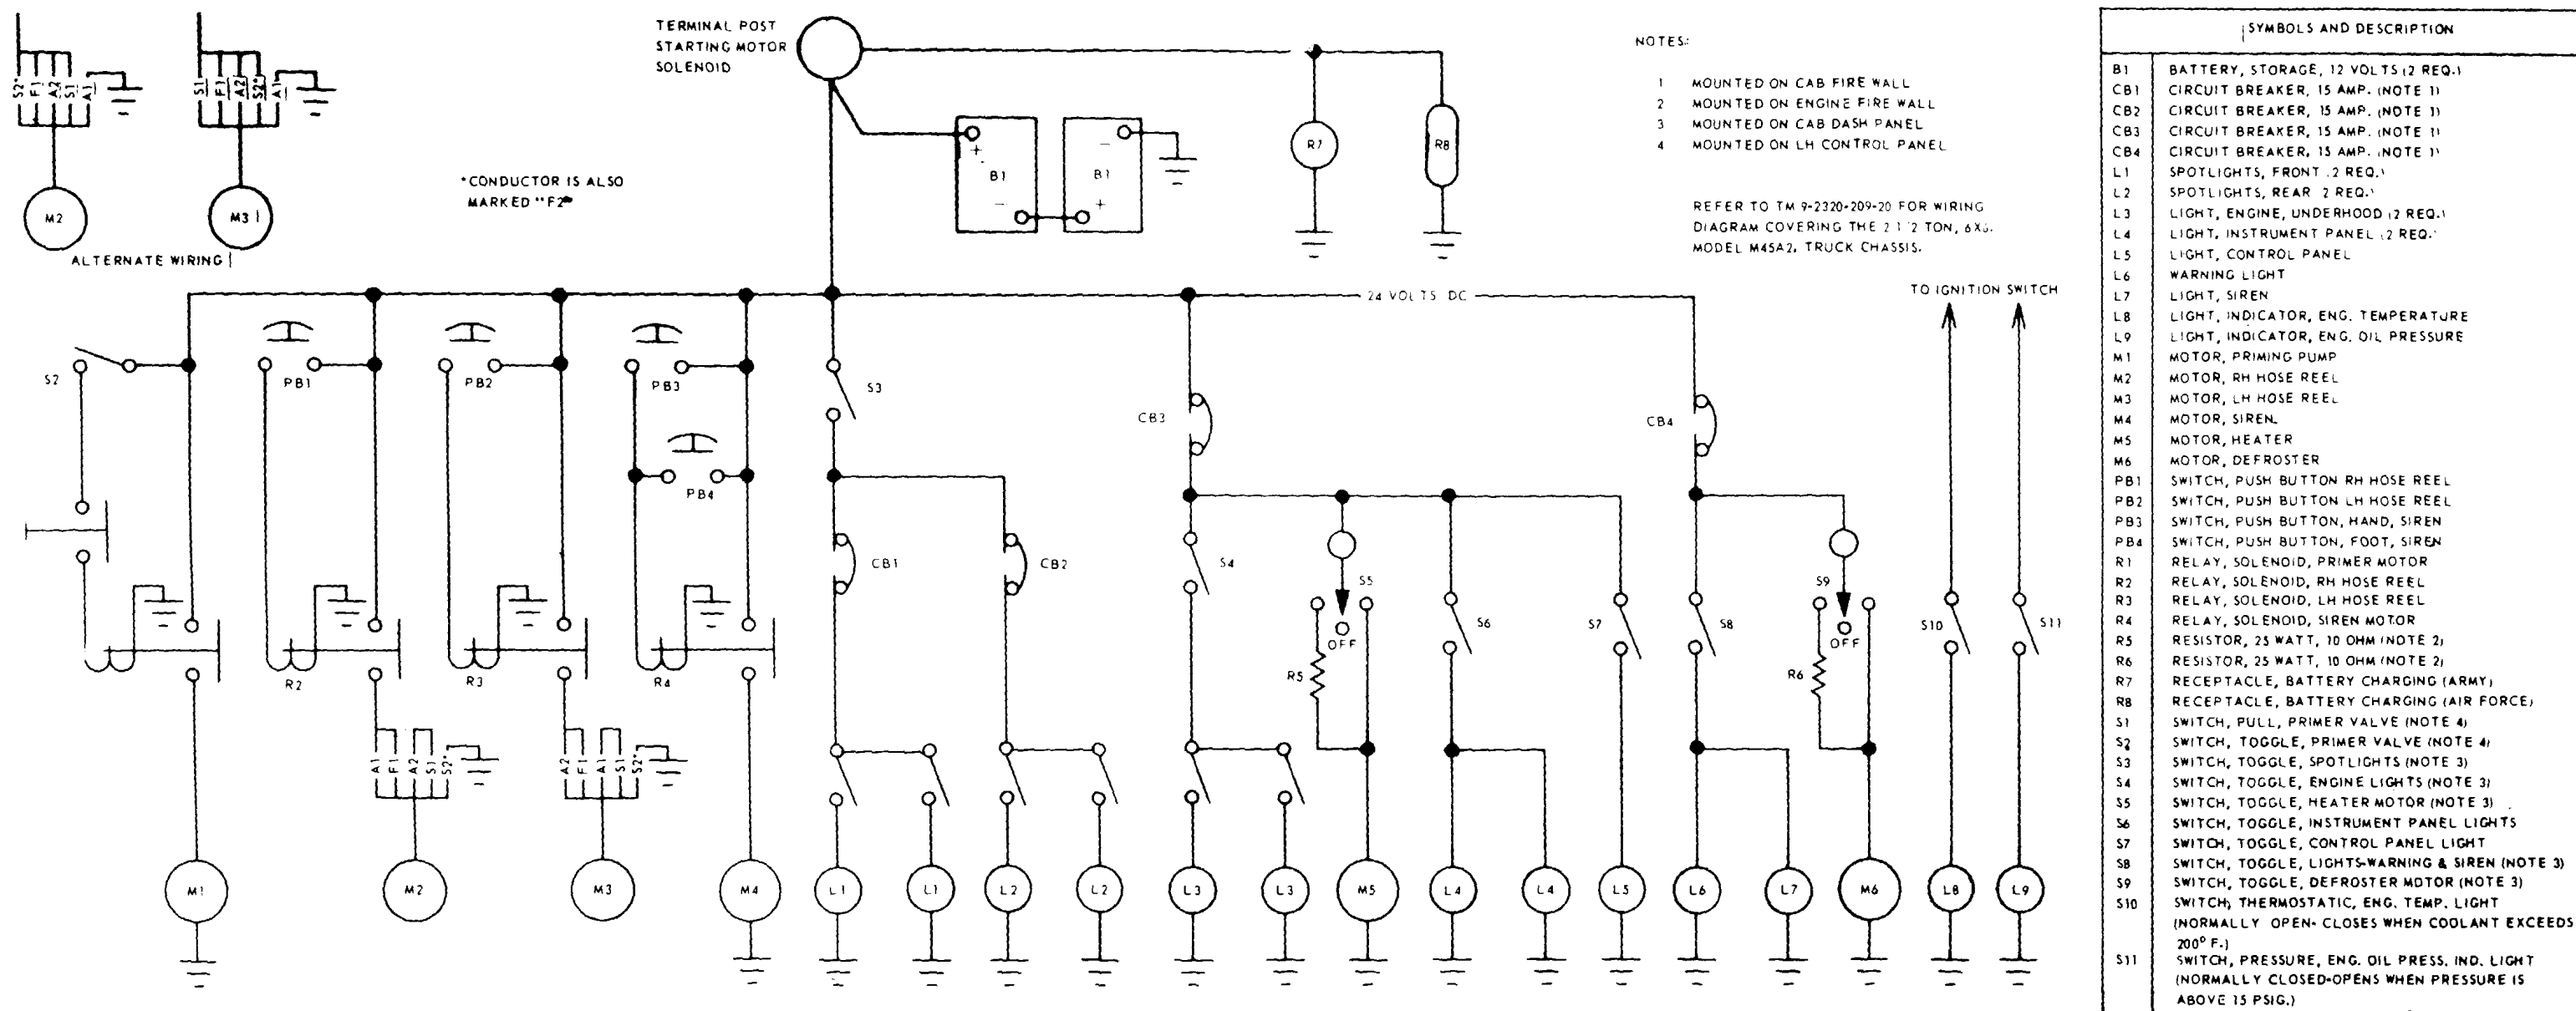 TERMINAL POST
STARTING MOTOR
SOLENOID
S2* F1 A2 S1 A1
S1 F1 A2 S2* A1
M2
M3
ALTERNATE WIRING
*CONDUCTOR IS ALSO
MARKED "F2"
+
-
B1
-
+
B1
R7
R8
NOTES:
1 MOUNTED ON CAB FIRE WALL
2 MOUNTED ON ENGINE FIRE WALL
3 MOUNTED ON CAB DASH PANEL
4 MOUNTED ON LH CONTROL PANEL
REFER TO TM 9-2320-209-20 FOR WIRING
DIAGRAM COVERING THE 2 1/2 TON, 6X6.
MODEL M45A2, TRUCK CHASSIS.
24 VOLTS DC
TO IGNITION SWITCH
S2
PB1
PB2
PB3
PB4
S3
CB3
CB4
CB1
CB2
S4
S5
OFF
S6
S7
S8
S9
OFF
S10
S11
R2
R3
R4
R5
R6
A1 F1 A2 S1 S2*
A2 F1 A1 S1 S2*
M1
M2
M3
M4
L1
L1
L2
L2
L3
L3
M5
L4
L4
L5
L6
L7
M6
L8
L9
SYMBOLS AND DESCRIPTION
B1 BATTERY, STORAGE, 12 VOLTS (2 REQ.)
CB1 CIRCUIT BREAKER, 15 AMP. (NOTE 1)
CB2 CIRCUIT BREAKER, 15 AMP. (NOTE 1)
CB3 CIRCUIT BREAKER, 15 AMP. (NOTE 1)
CB4 CIRCUIT BREAKER, 15 AMP. (NOTE 1)
L1 SPOTLIGHTS, FRONT (2 REQ.)
L2 SPOTLIGHTS, REAR (2 REQ.)
L3 LIGHT, ENGINE, UNDERHOOD (2 REQ.)
L4 LIGHT, INSTRUMENT PANEL (2 REQ.)
L5 LIGHT, CONTROL PANEL
L6 WARNING LIGHT
L7 LIGHT, SIREN
L8 LIGHT, INDICATOR, ENG. TEMPERATURE
L9 LIGHT, INDICATOR, ENG. OIL PRESSURE
M1 MOTOR, PRIMING PUMP
M2 MOTOR, RH HOSE REEL
M3 MOTOR, LH HOSE REEL
M4 MOTOR, SIREN.
M5 MOTOR, HEATER
M6 MOTOR, DEFROSTER
PB1 SWITCH, PUSH BUTTON RH HOSE REEL
PB2 SWITCH, PUSH BUTTON LH HOSE REEL
PB3 SWITCH, PUSH BUTTON, HAND, SIREN
PB4 SWITCH, PUSH BUTTON, FOOT, SIREN
R1 RELAY, SOLENOID, PRIMER MOTOR
R2 RELAY, SOLENOID, RH HOSE REEL
R3 RELAY, SOLENOID, LH HOSE REEL
R4 RELAY, SOLENOID, SIREN MOTOR
R5 RESISTOR, 25 WATT, 10 OHM (NOTE 2)
R6 RESISTOR, 25 WATT, 10 OHM (NOTE 2)
R7 RECEPTACLE, BATTERY CHARGING (ARMY)
R8 RECEPTACLE, BATTERY CHARGING (AIR FORCE)
S1 SWITCH, PULL, PRIMER VALVE (NOTE 4)
S2 SWITCH, TOGGLE, PRIMER VALVE (NOTE 4)
S3 SWITCH, TOGGLE, SPOTLIGHTS (NOTE 3)
S4 SWITCH, TOGGLE, ENGINE LIGHTS (NOTE 3)
S5 SWITCH, TOGGLE, HEATER MOTOR (NOTE 3)
S6 SWITCH, TOGGLE, INSTRUMENT PANEL LIGHTS
S7 SWITCH, TOGGLE, CONTROL PANEL LIGHT
S8 SWITCH, TOGGLE, LIGHTS-WARNING & SIREN (NOTE 3)
S9 SWITCH, TOGGLE, DEFROSTER MOTOR (NOTE 3)
S10 SWITCH, THERMOSTATIC, ENG. TEMP. LIGHT
(NORMALLY OPEN- CLOSES WHEN COOLANT EXCEEDS
200° F.)
S11 SWITCH, PRESSURE, ENG. OIL PRESS. IND. LIGHT
(NORMALLY CLOSED-OPENS WHEN PRESSURE IS
ABOVE 15 PSIG.)